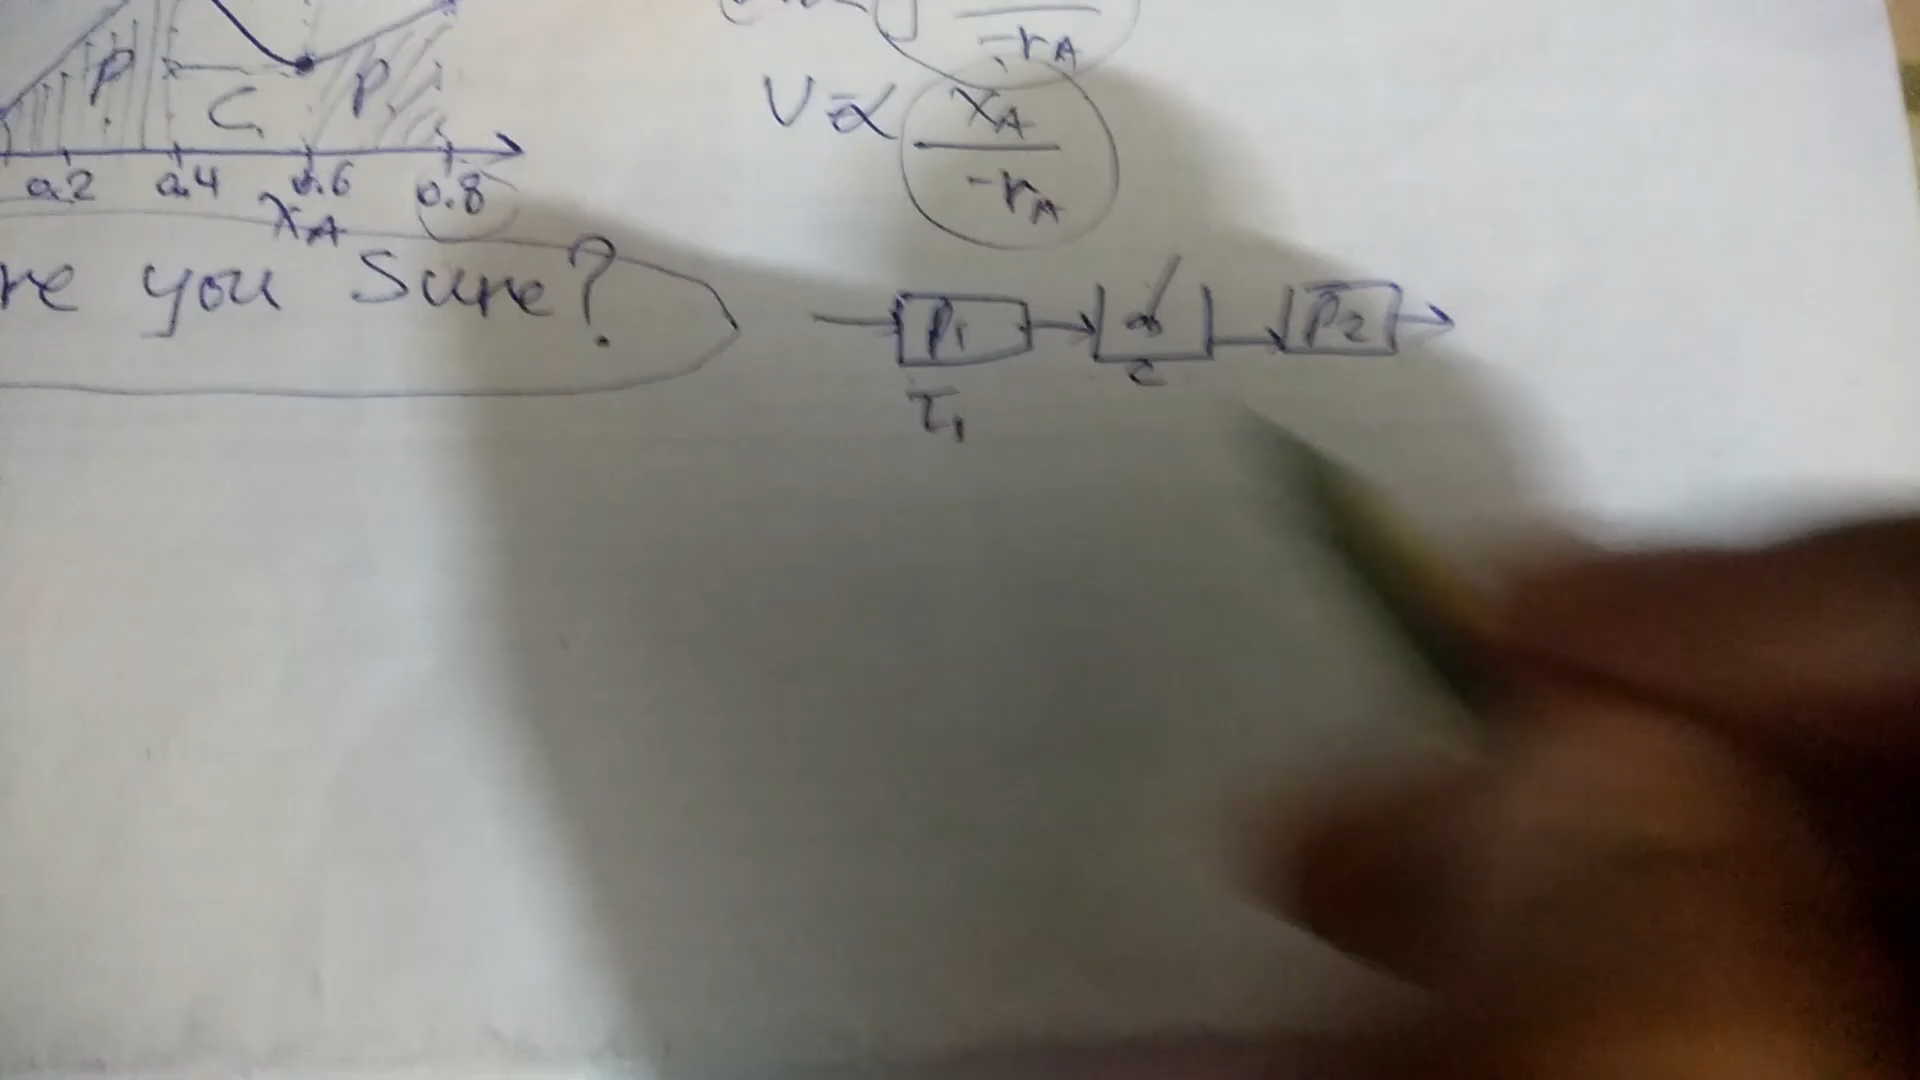 -rA
P C P
V ∝ XA / -rA
0.2 0.4 0.6 0.8
XA
re you Sure?
P1 P2
c
τ1